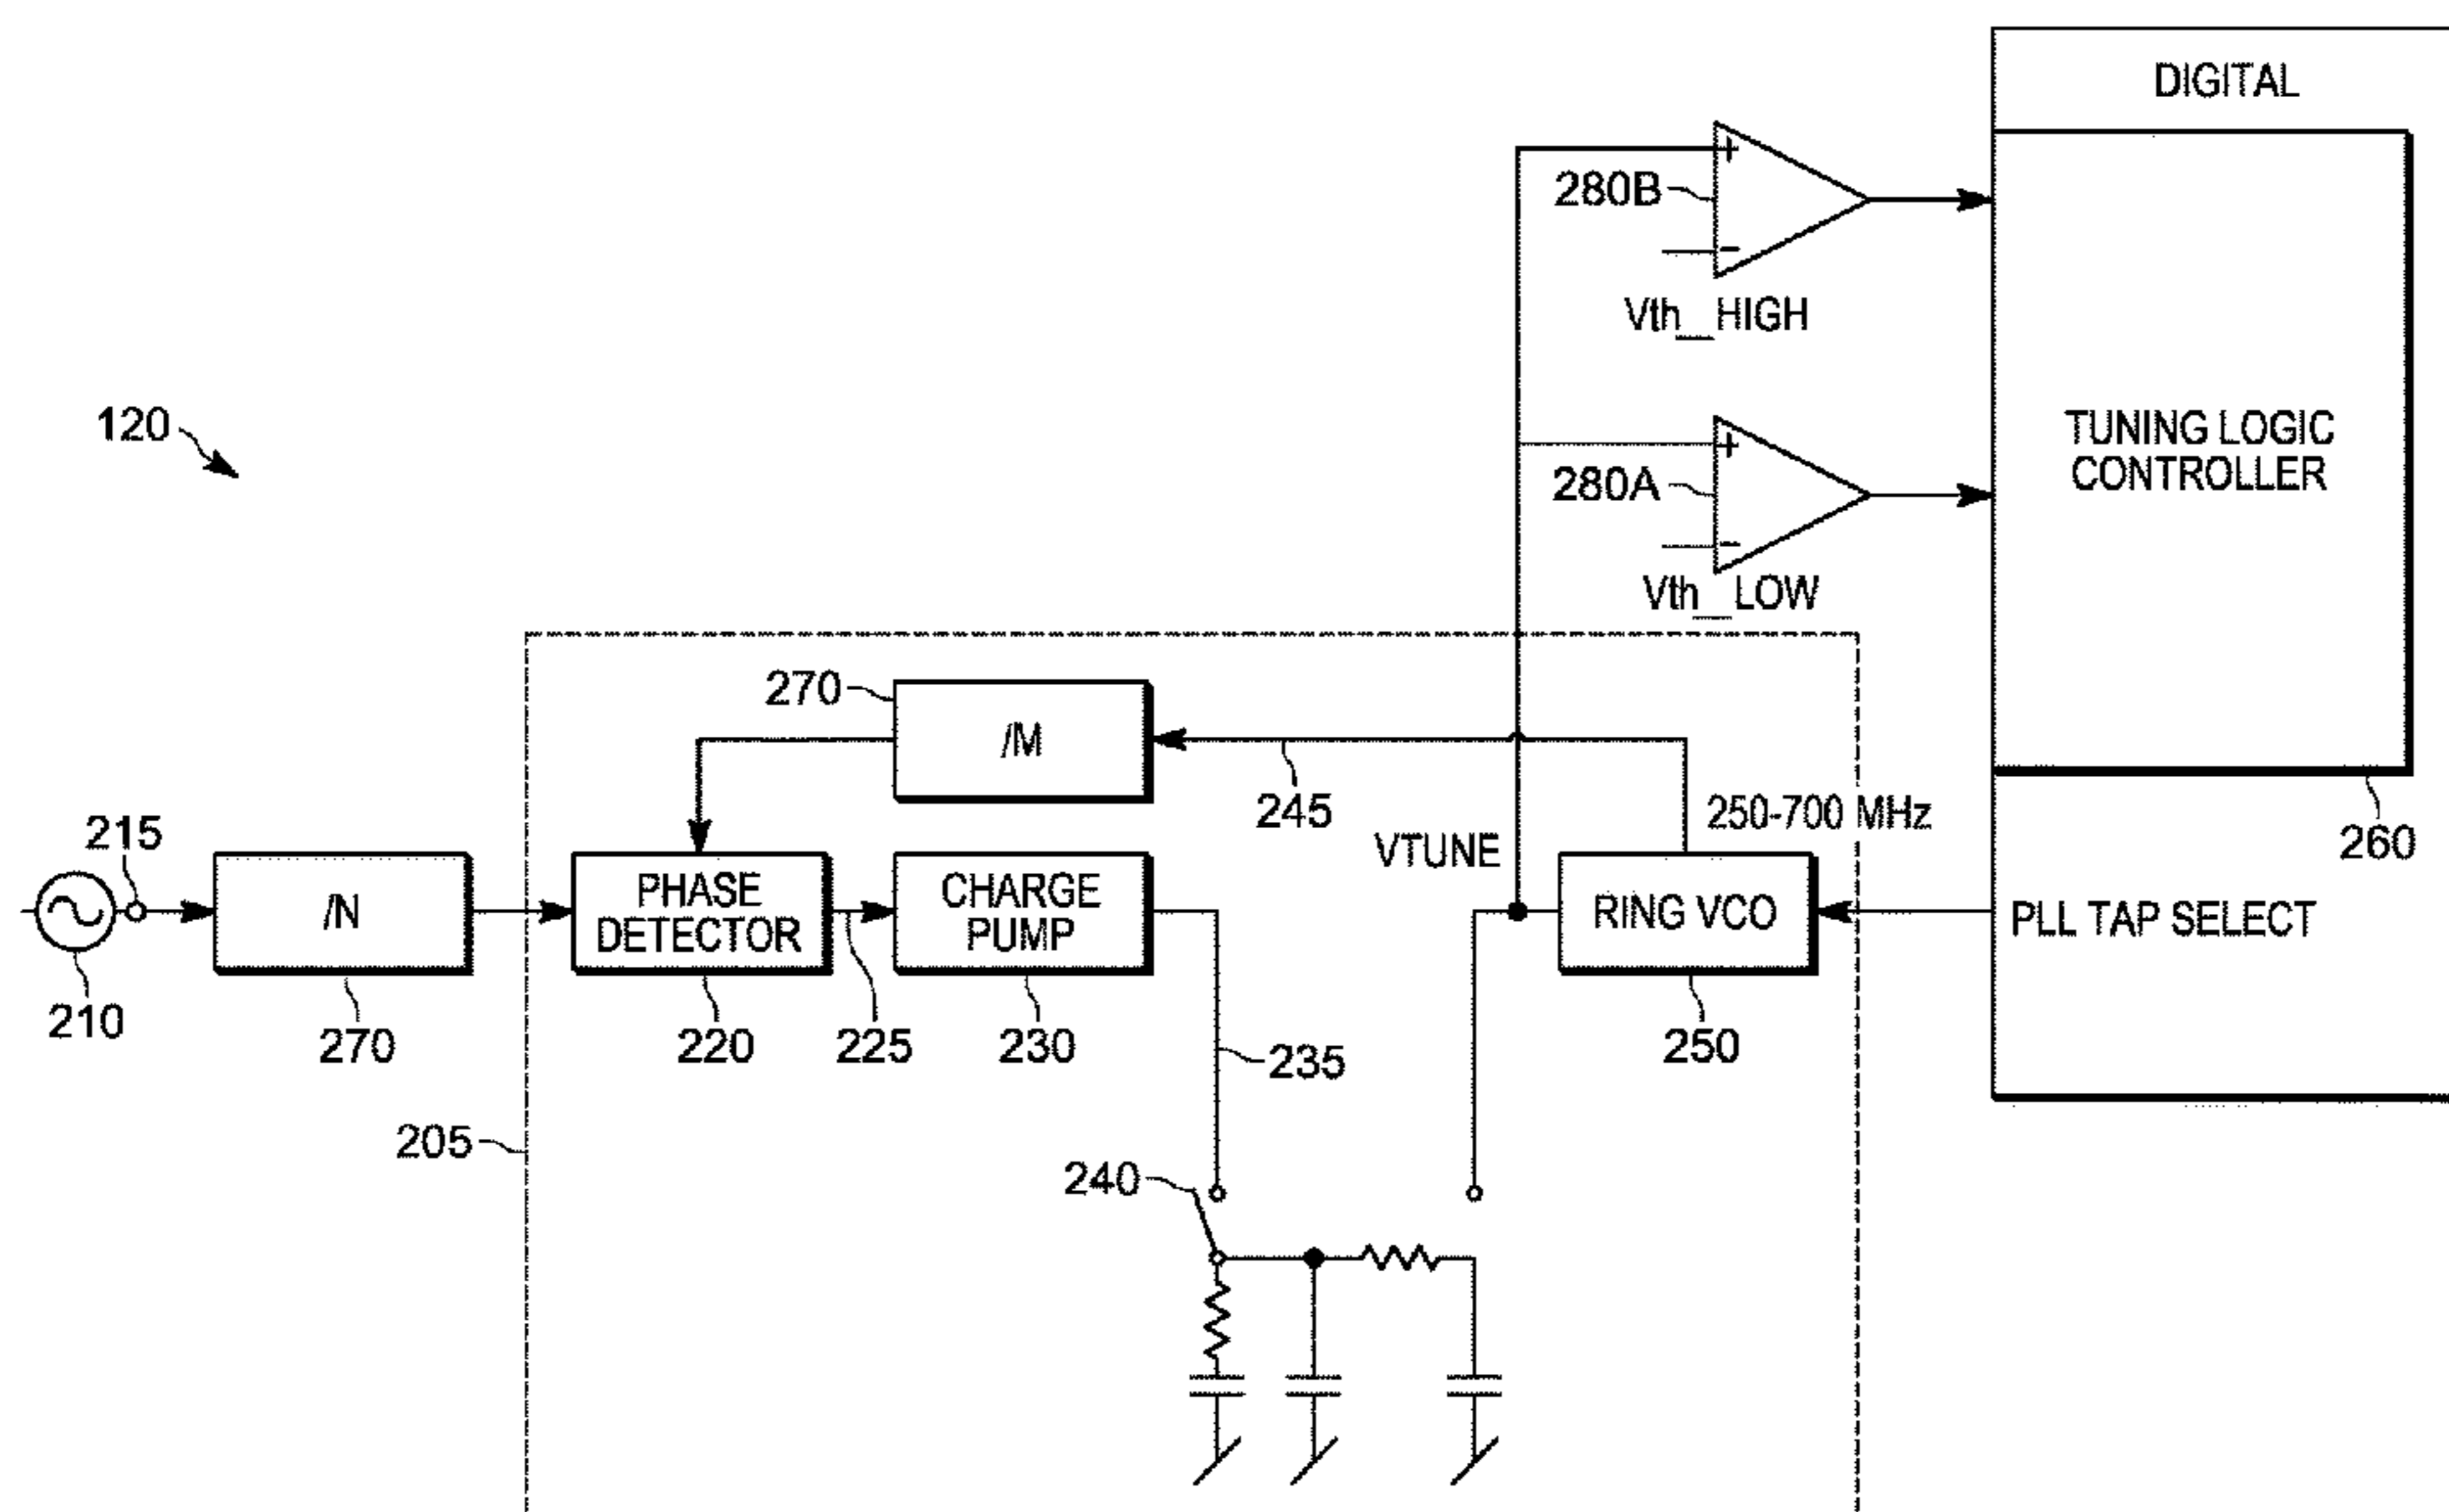 DIGITAL
+
280B
-
Vth_HIGH
120
TUNING LOGIC
CONTROLLER
+
280A
-
Vth_LOW
270
/M
245
250-700 MHz
260
215
VTUNE
/N
PHASE
DETECTOR
CHARGE
PUMP
RING VCO
PLL TAP SELECT
210
270
220
225
230
235
250
205
240